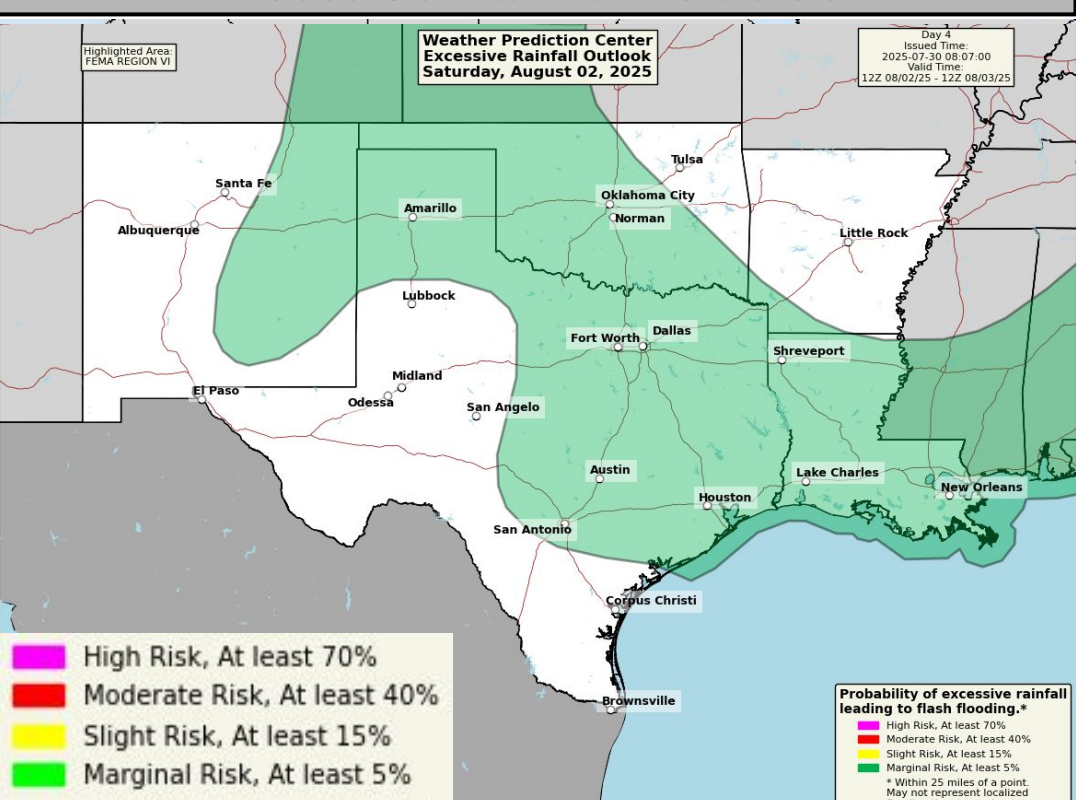 Highlighted Area:
FEMA REGION VI
Weather Prediction Center
Excessive Rainfall Outlook
Saturday, August 02, 2025
Day 4
Issued Time:
2025-07-30 08:07:00
Valid Time:
12Z 08/02/25 - 12Z 08/03/25
Santa Fe
Albuquerque
Amarillo
Tulsa
Oklahoma City
Norman
Little Rock
Lubbock
Fort Worth
Dallas
Shreveport
El Paso
Midland
Odessa
San Angelo
Austin
Houston
Lake Charles
New Orleans
San Antonio
Corpus Christi
Brownsville
High Risk, At least 70%
Moderate Risk, At least 40%
Slight Risk, At least 15%
Marginal Risk, At least 5%
Probability of excessive rainfall
leading to flash flooding.*
High Risk, At least 70%
Moderate Risk, At least 40%
Slight Risk, At least 15%
Marginal Risk, At least 5%
* Within 25 miles of a point.
May not represent localized